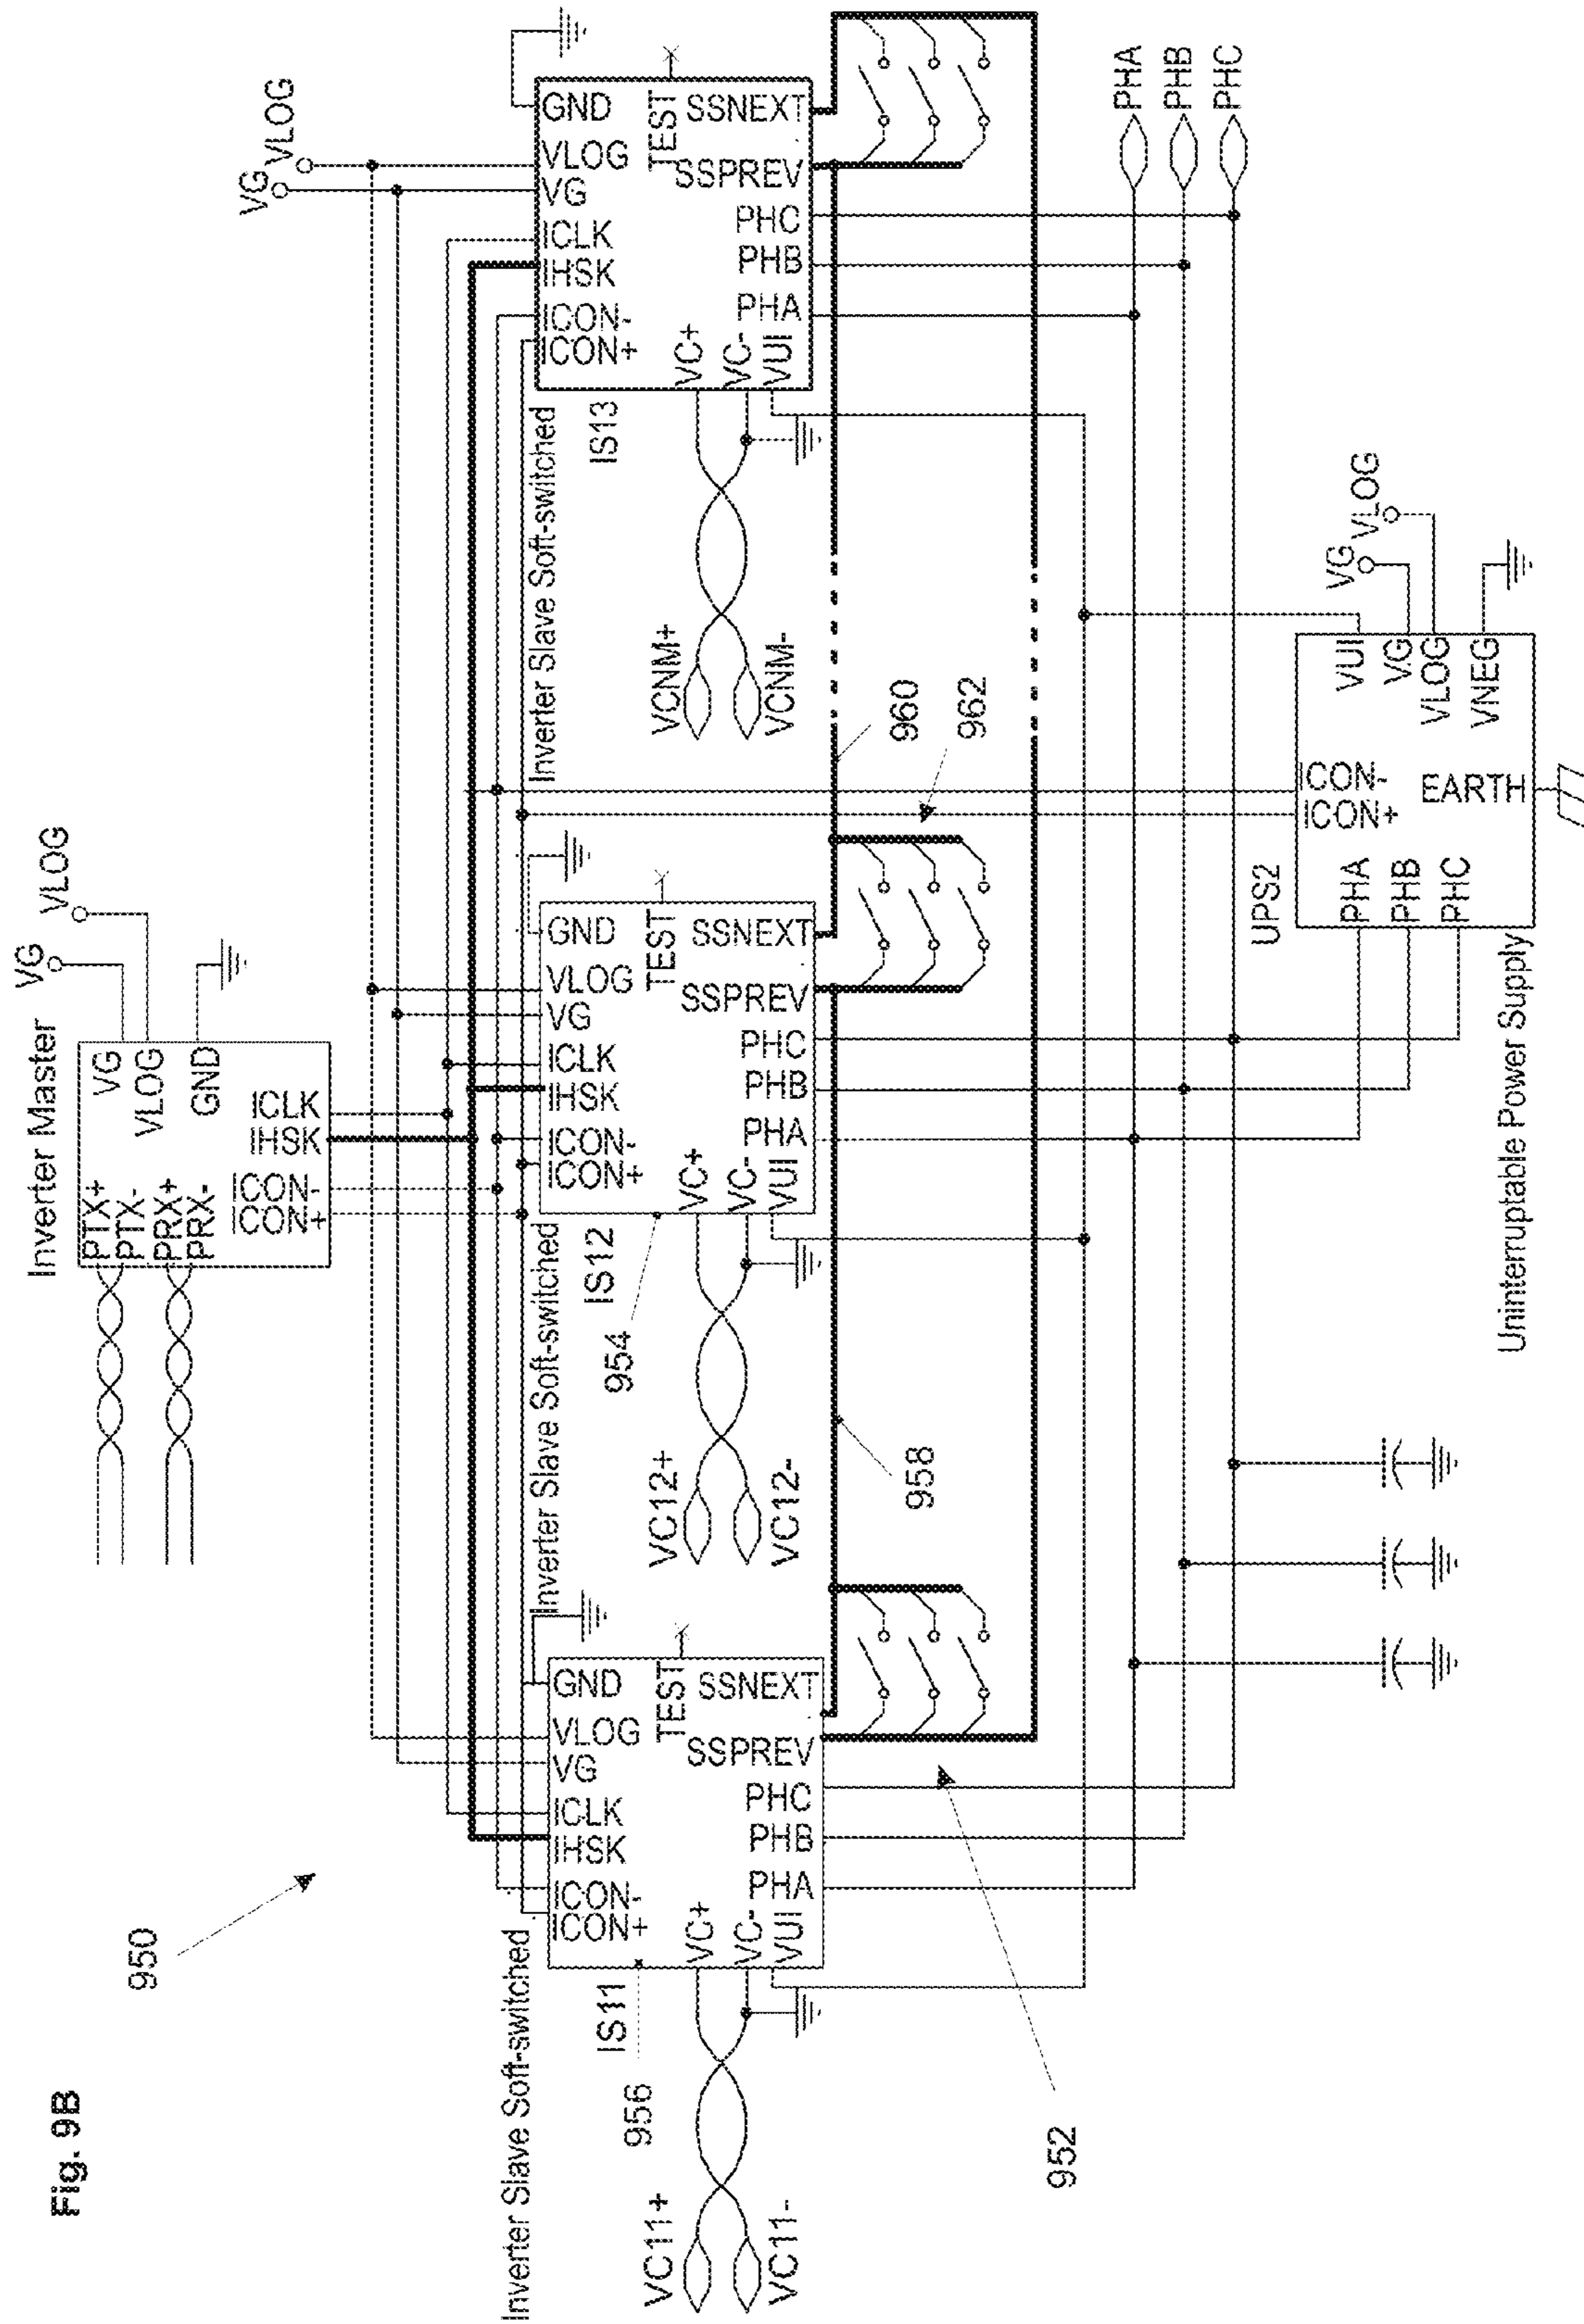 Fig. 9B
950
Inverter Master
PTX+
PTX-
PRX+
PRX-
VG
VLOG
GND
ICON+
ICON-
IHSK
ICLK
VG
VLOG
VG
VLOG
Inverter Slave Soft-switched
IS11
956
ICON+
ICON-
IHSK
ICLK
VG
VLOG
GND
TEST
VC+
VC-
VUI
PHA
PHB
PHC
SSPREV
SSNEXT
VC11+
VC11-
952
Inverter Slave Soft-switched
IS12
954
ICON+
ICON-
IHSK
ICLK
VG
VLOG
GND
TEST
VC+
VC-
VUI
PHA
PHB
PHC
SSPREV
SSNEXT
VC12+
VC12-
958
Inverter Slave Soft-switched
IS13
ICON+
ICON-
IHSK
ICLK
VG
VLOG
GND
TEST
VC+
VC-
VUI
PHA
PHB
PHC
SSPREV
SSNEXT
VCNM+
VCNM-
960
962
PHA
PHB
PHC
UPS2
PHA
PHB
PHC
ICON+
ICON-
EARTH
VUI
VG
VLOG
VNEG
VG
VLOG
Uninterruptable Power Supply